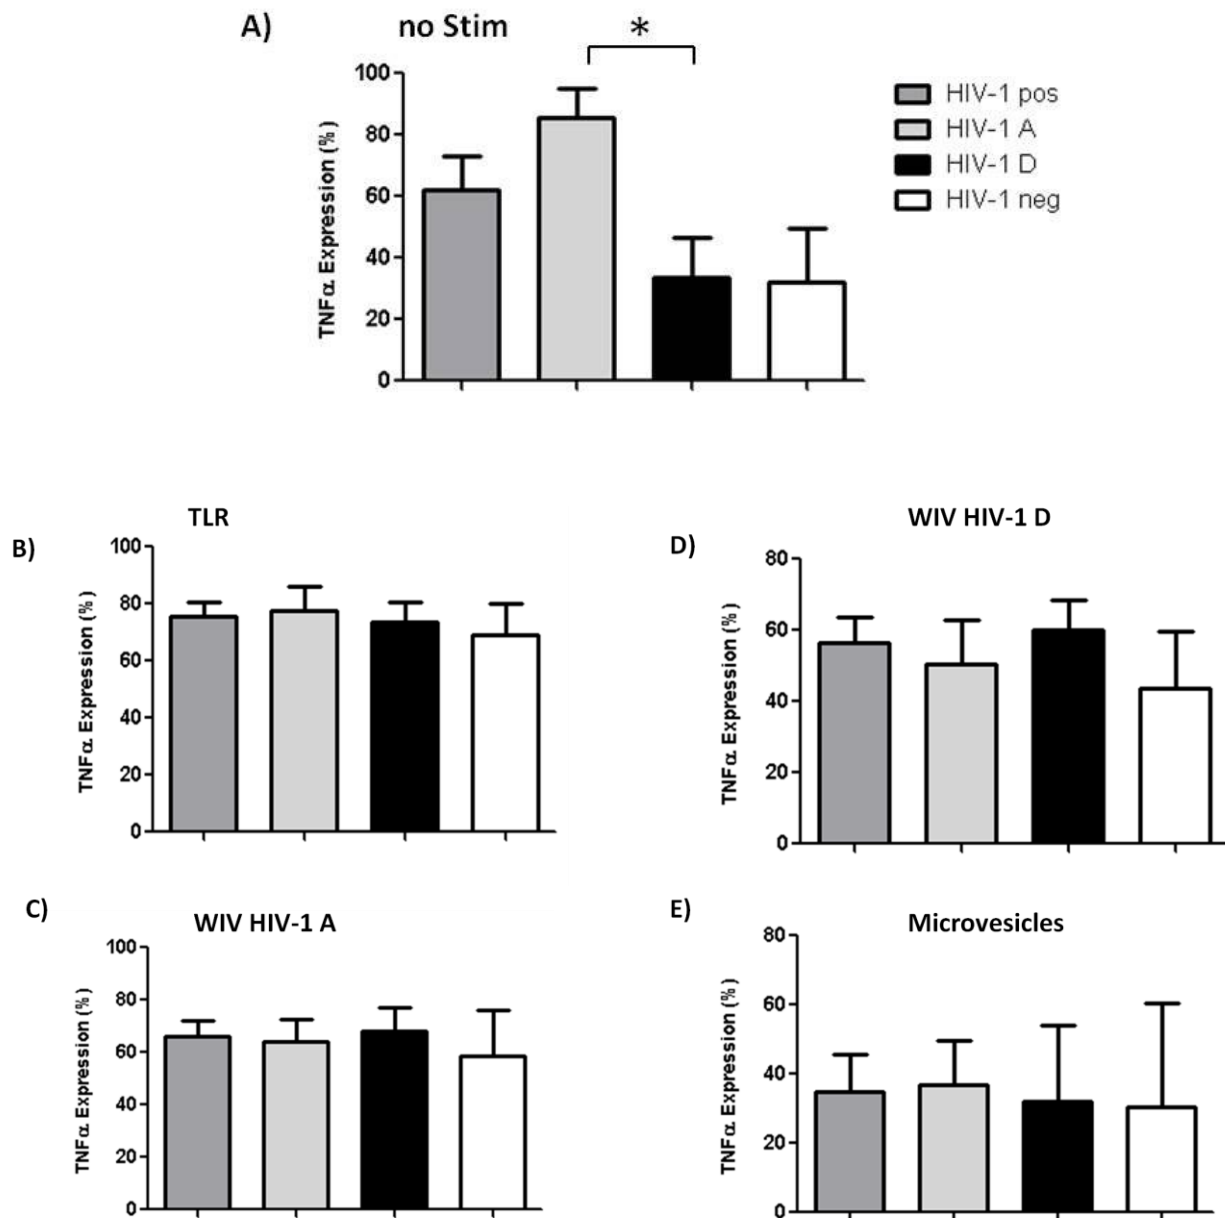 A)
no Stim
*
TNFα Expression (%)
100
80
60
40
20
0
HIV-1 pos
HIV-1 A
HIV-1 D
HIV-1 neg
B)
TLR
TNFα Expression (%)
100
80
60
40
20
0
D)
WIV HIV-1 D
TNFα Expression (%)
80
60
40
20
0
C)
WIV HIV-1 A
TNFα Expression (%)
100
80
60
40
20
0
E)
Microvesicles
TNFα Expression (%)
80
60
40
20
0